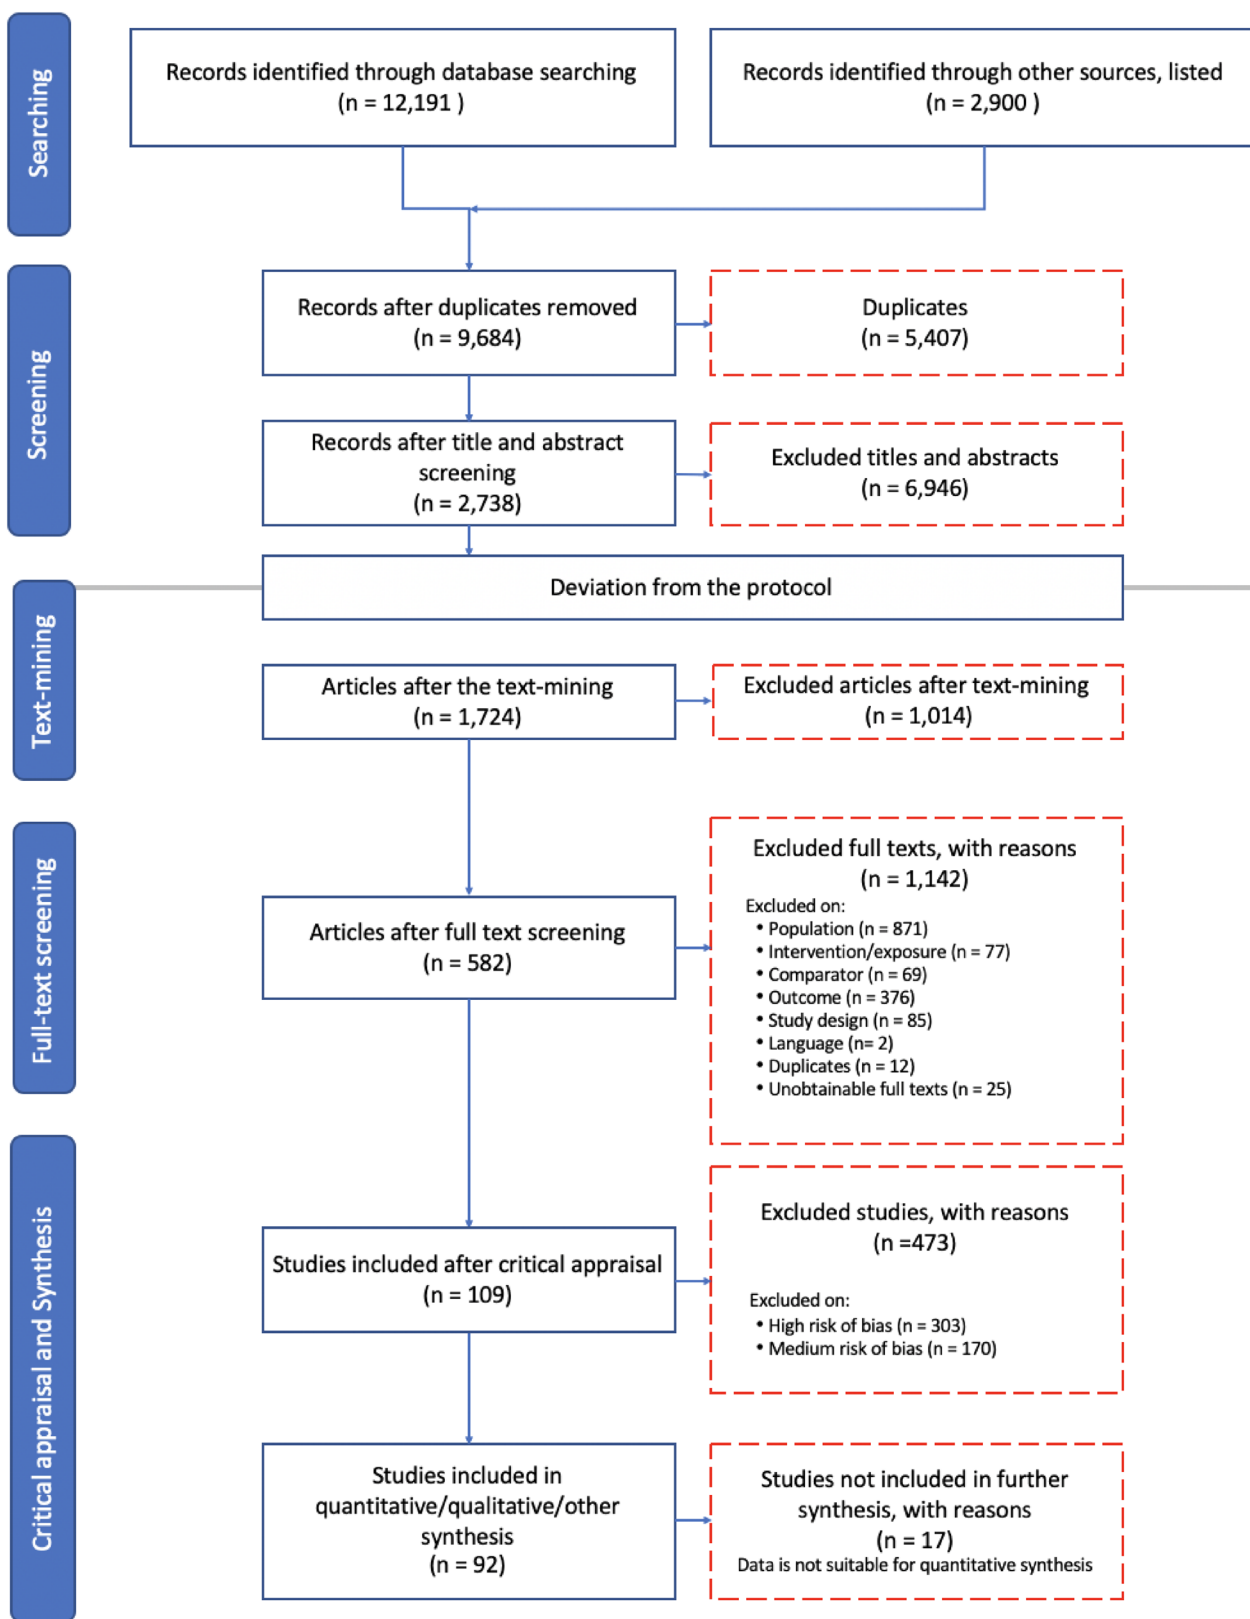 Searching
Records identified through database searching
(n = 12,191 )
Records identified through other sources, listed
(n = 2,900 )
Screening
Records after duplicates removed
(n = 9,684)
Duplicates
(n = 5,407)
Records after title and abstract
screening
(n = 2,738)
Excluded titles and abstracts
(n = 6,946)
Deviation from the protocol
Text-mining
Articles after the text-mining
(n = 1,724)
Excluded articles after text-mining
(n = 1,014)
Full-text screening
Articles after full text screening
(n = 582)
Excluded full texts, with reasons
(n = 1,142)
Excluded on:
• Population (n = 871)
• Intervention/exposure (n = 77)
• Comparator (n = 69)
• Outcome (n = 376)
• Study design (n = 85)
• Language (n= 2)
• Duplicates (n = 12)
• Unobtainable full texts (n = 25)
Critical appraisal and Synthesis
Studies included after critical appraisal
(n = 109)
Excluded studies, with reasons
(n =473)
Excluded on:
• High risk of bias (n = 303)
• Medium risk of bias (n = 170)
Studies included in
quantitative/qualitative/other
synthesis
(n = 92)
Studies not included in further
synthesis, with reasons
(n = 17)
Data is not suitable for quantitative synthesis